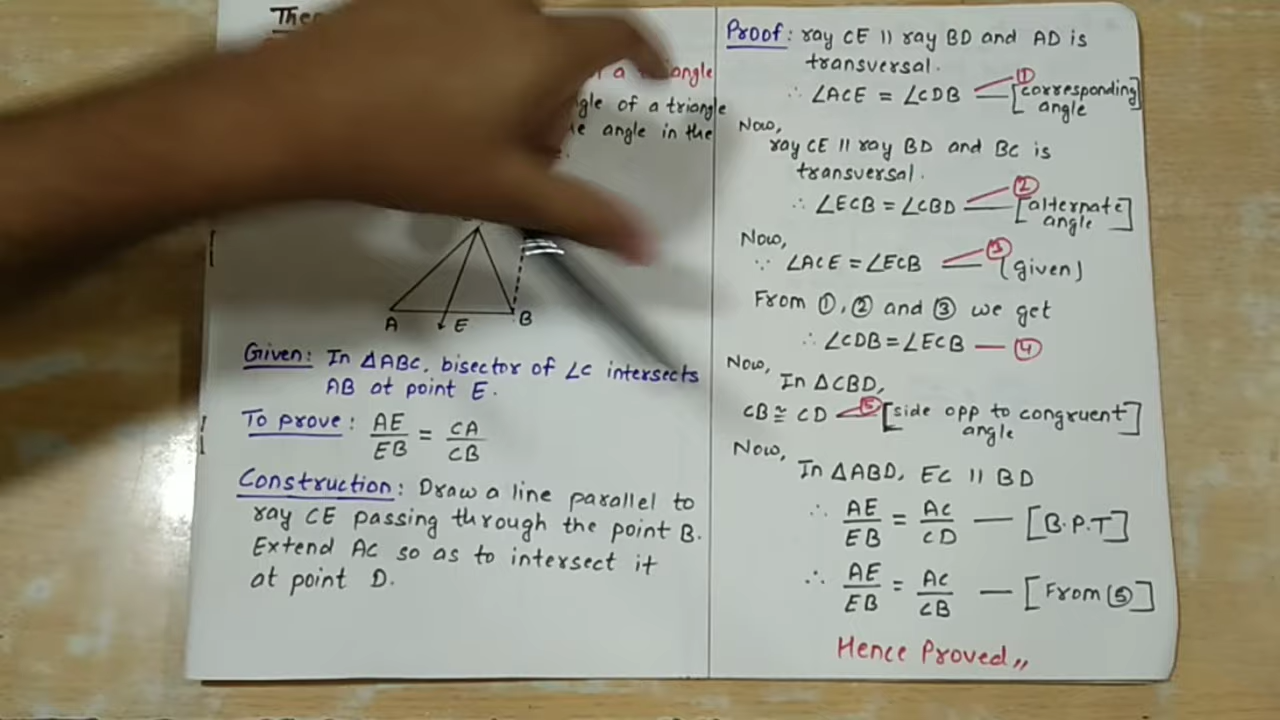 of a triangle
of a triangle
angle in the
A
E
B
Given: In ΔABC, bisector of ∠C intersects
AB at point E.
To prove: AE/EB = CA/CB
Construction: Draw a line parallel to
ray CE passing through the point B.
Extend AC so as to intersect it
at point D.
Proof: ray CE || ray BD and AD is
transversal.
∴ ∠ACE = ∠CDB — ① [corresponding
angle]
Now,
ray CE || ray BD and BC is
transversal.
∴ ∠ECB = ∠CBD — ② [alternate
angle]
Now,
∵ ∠ACE = ∠ECB — ③ (given)
From ①, ② and ③ we get
∴ ∠CDB = ∠ECB — ④
Now,
In ΔCBD,
CB ≅ CD — ⑤ [side opp to congruent
angle]
Now,
In ΔABD, EC || BD
∴ AE/EB = AC/CD — [B.P.T]
∴ AE/EB = AC/CB — [From ⑤]
Hence Proved,,